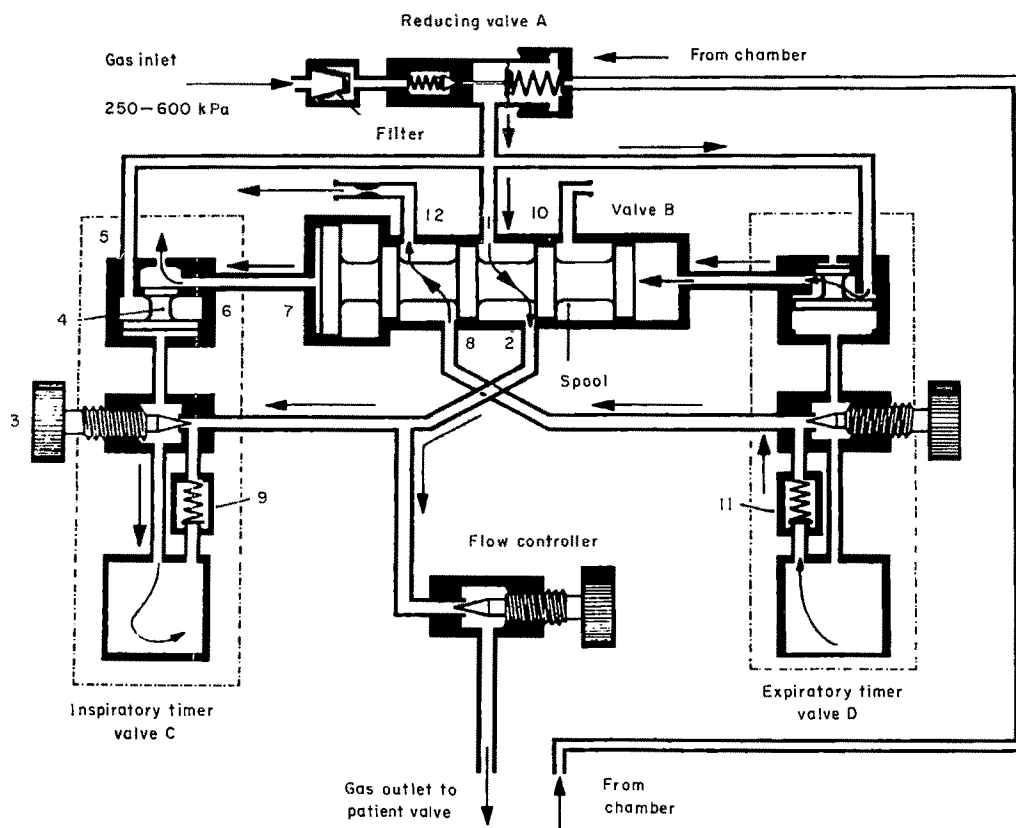 Reducing valve A
Gas inlet
From chamber
250–600 kPa
Filter
12
10
Valve B
5
4
6
7
8
2
Spool
3
9
11
Flow controller
Inspiratory timer
valve C
Expiratory timer
valve D
Gas outlet to
patient valve
From
chamber